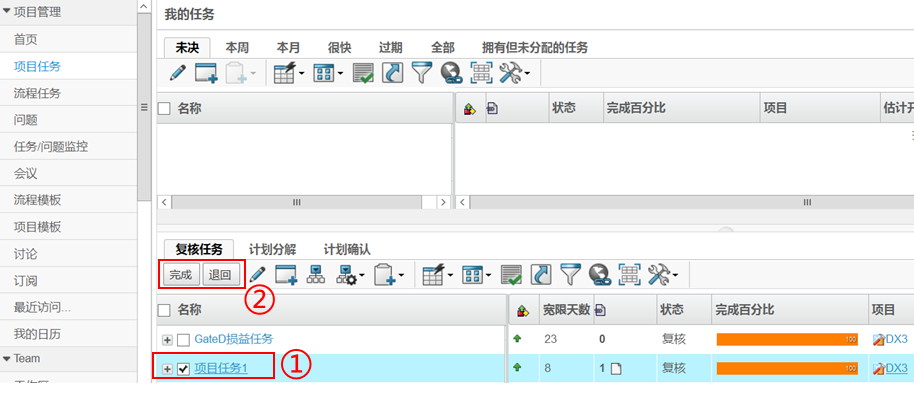 项目管理
首页
项目任务
流程任务
问题
任务/问题监控
会议
流程模板
项目模板
讨论
订阅
最近访问...
我的日历
Team
我的任务
未决 本周 本月 很快 过期 全部 拥有但未分配的任务
名称 状态 完成百分比 项目 估计开
复核任务 计划分解 计划确认
完成 退回
②
名称 宽限天数 状态 完成百分比 项目
GateD损益任务 23 0 复核 100 DX3
项目任务1 ① 8 1 复核 100 DX3